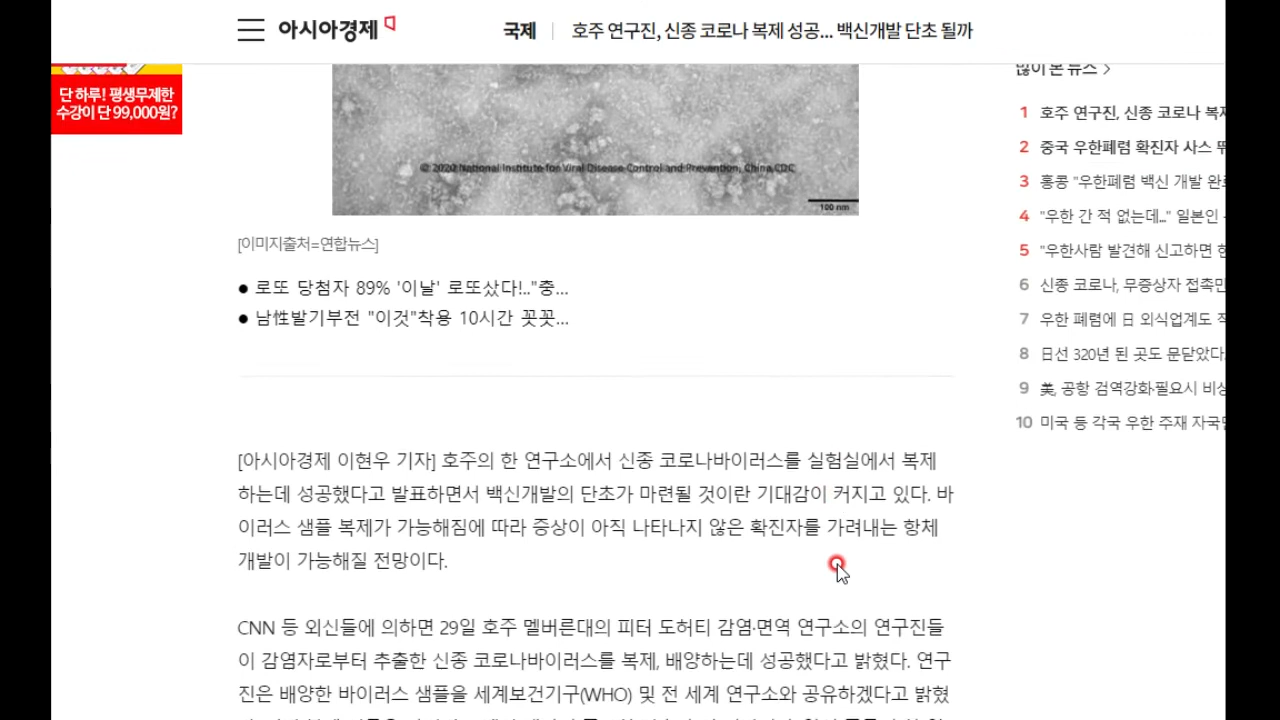 아시아경제
국제
호주 연구진, 신종 코로나 복제 성공... 백신개발 단초 될까
단 하루! 평생무제한
수강이 단 99,000원?
© 2020 National Institute for Viral Disease Control and Prevention, China CDC
100 nm
[이미지출처=연합뉴스]
● 로또 당첨자 89% '이날' 로또샀다!.."충...
● 남性발기부전 "이것"착용 10시간 꼿꼿...
[아시아경제 이현우 기자] 호주의 한 연구소에서 신종 코로나바이러스를 실험실에서 복제
하는데 성공했다고 발표하면서 백신개발의 단초가 마련될 것이란 기대감이 커지고 있다. 바
이러스 샘플 복제가 가능해짐에 따라 증상이 아직 나타나지 않은 확진자를 가려내는 항체
개발이 가능해질 전망이다.
CNN 등 외신들에 의하면 29일 호주 멜버른대의 피터 도허티 감염·면역 연구소의 연구진들
이 감염자로부터 추출한 신종 코로나바이러스를 복제, 배양하는데 성공했다고 밝혔다. 연구
진은 배양한 바이러스 샘플을 세계보건기구(WHO) 및 전 세계 연구소와 공유하겠다고 밝혔
많이 본 뉴스 >
1 호주 연구진, 신종 코로나 복제
2 중국 우한폐렴 확진자 사스
3 홍콩 "우한폐렴 백신 개발 완료
4 "우한 간 적 없는데..." 일본인
5 "우한사람 발견해 신고하면
6 신종 코로나, 무증상자 접촉만
7 우한 폐렴에 日 외식업계도
8 日선 320년 된 곳도 문닫았다
9 美, 공항 검역강화·필요시 비상
10 미국 등 각국 우한 주재 자국민